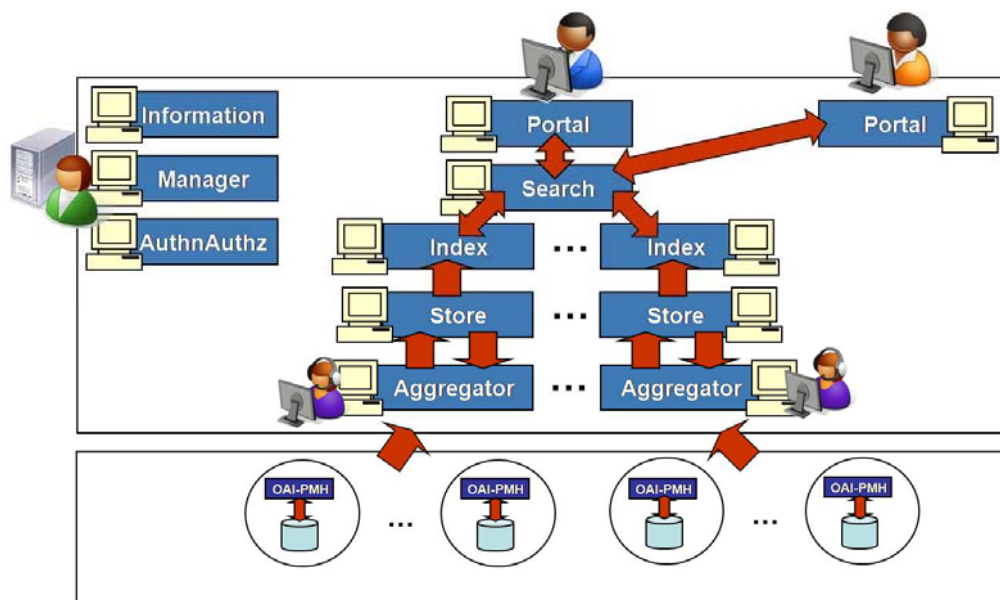 Information
Portal
Portal
Manager
Search
AuthnAuthz
Index
...
Index
Store
...
Store
Aggregator
...
Aggregator
OAI-PMH
OAI-PMH
OAI-PMH
OAI-PMH
...
...